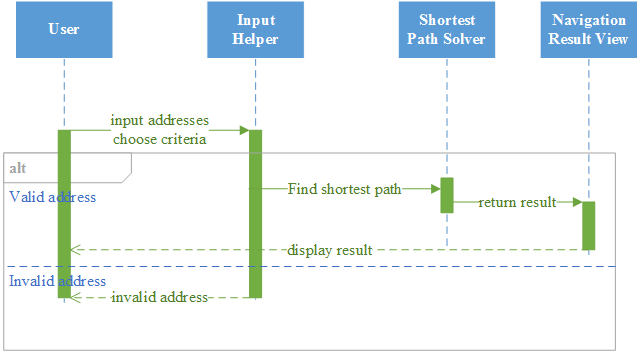 User
Input
Helper
Shortest
Path Solver
Navigation
Result View
input addresses
choose criteria
alt
Valid address
Find shortest path
return result
display result
Invalid address
invalid address